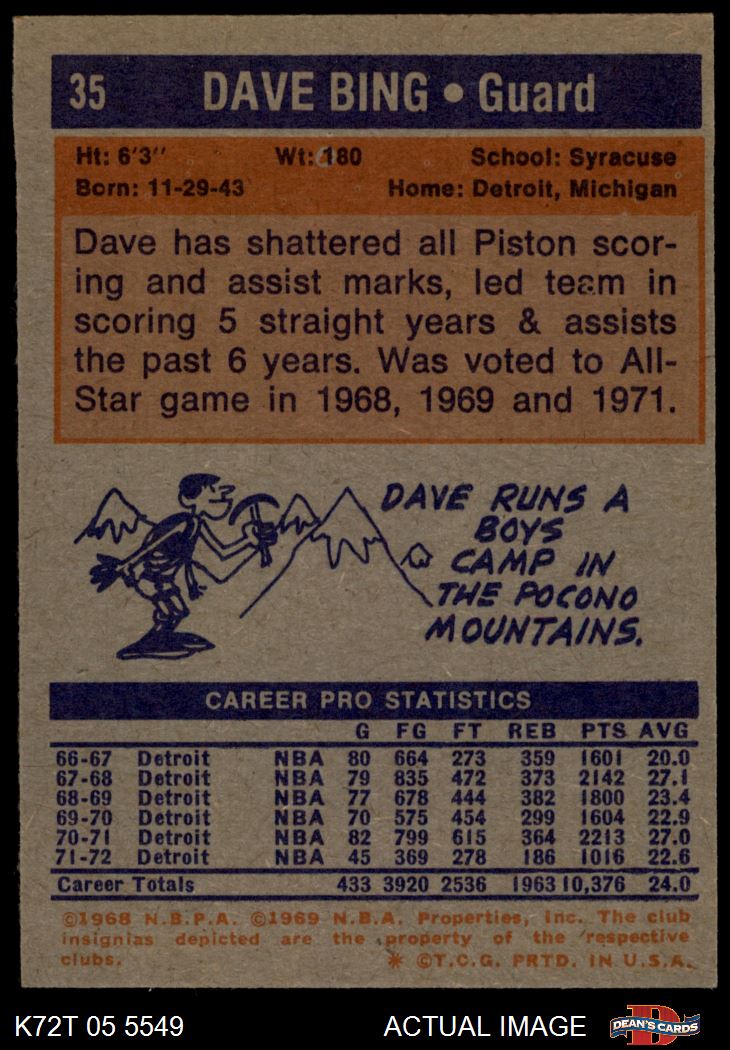 35 DAVE BING • Guard
Ht: 6'3'' Wt: 180 School: Syracuse
Born: 11-29-43 Home: Detroit, Michigan
Dave has shattered all Piston scor-
ing and assist marks, led team in
scoring 5 straight years & assists
the past 6 years. Was voted to All-
Star game in 1968, 1969 and 1971.
DAVE RUNS A
BOYS
CAMP IN
THE POCONO
MOUNTAINS.
CAREER PRO STATISTICS
G FG FT REB PTS AVG
66-67 Detroit NBA 80 664 273 359 1601 20.0
67-68 Detroit NBA 79 835 472 373 2142 27.1
68-69 Detroit NBA 77 678 444 382 1800 23.4
69-70 Detroit NBA 70 575 454 299 1604 22.9
70-71 Detroit NBA 82 799 615 364 2213 27.0
71-72 Detroit NBA 45 369 278 186 1016 22.6
Career Totals 433 3920 2536 1963 10,376 24.0
©1968 N.B.P.A. ©1969 N.B.A. Properties, Inc. The club
insignias depicted are the property of the respective
clubs. * ©T.C.G. PRTD. IN U.S.A.
K72T 05 5549 ACTUAL IMAGE DEAN'S CARDS